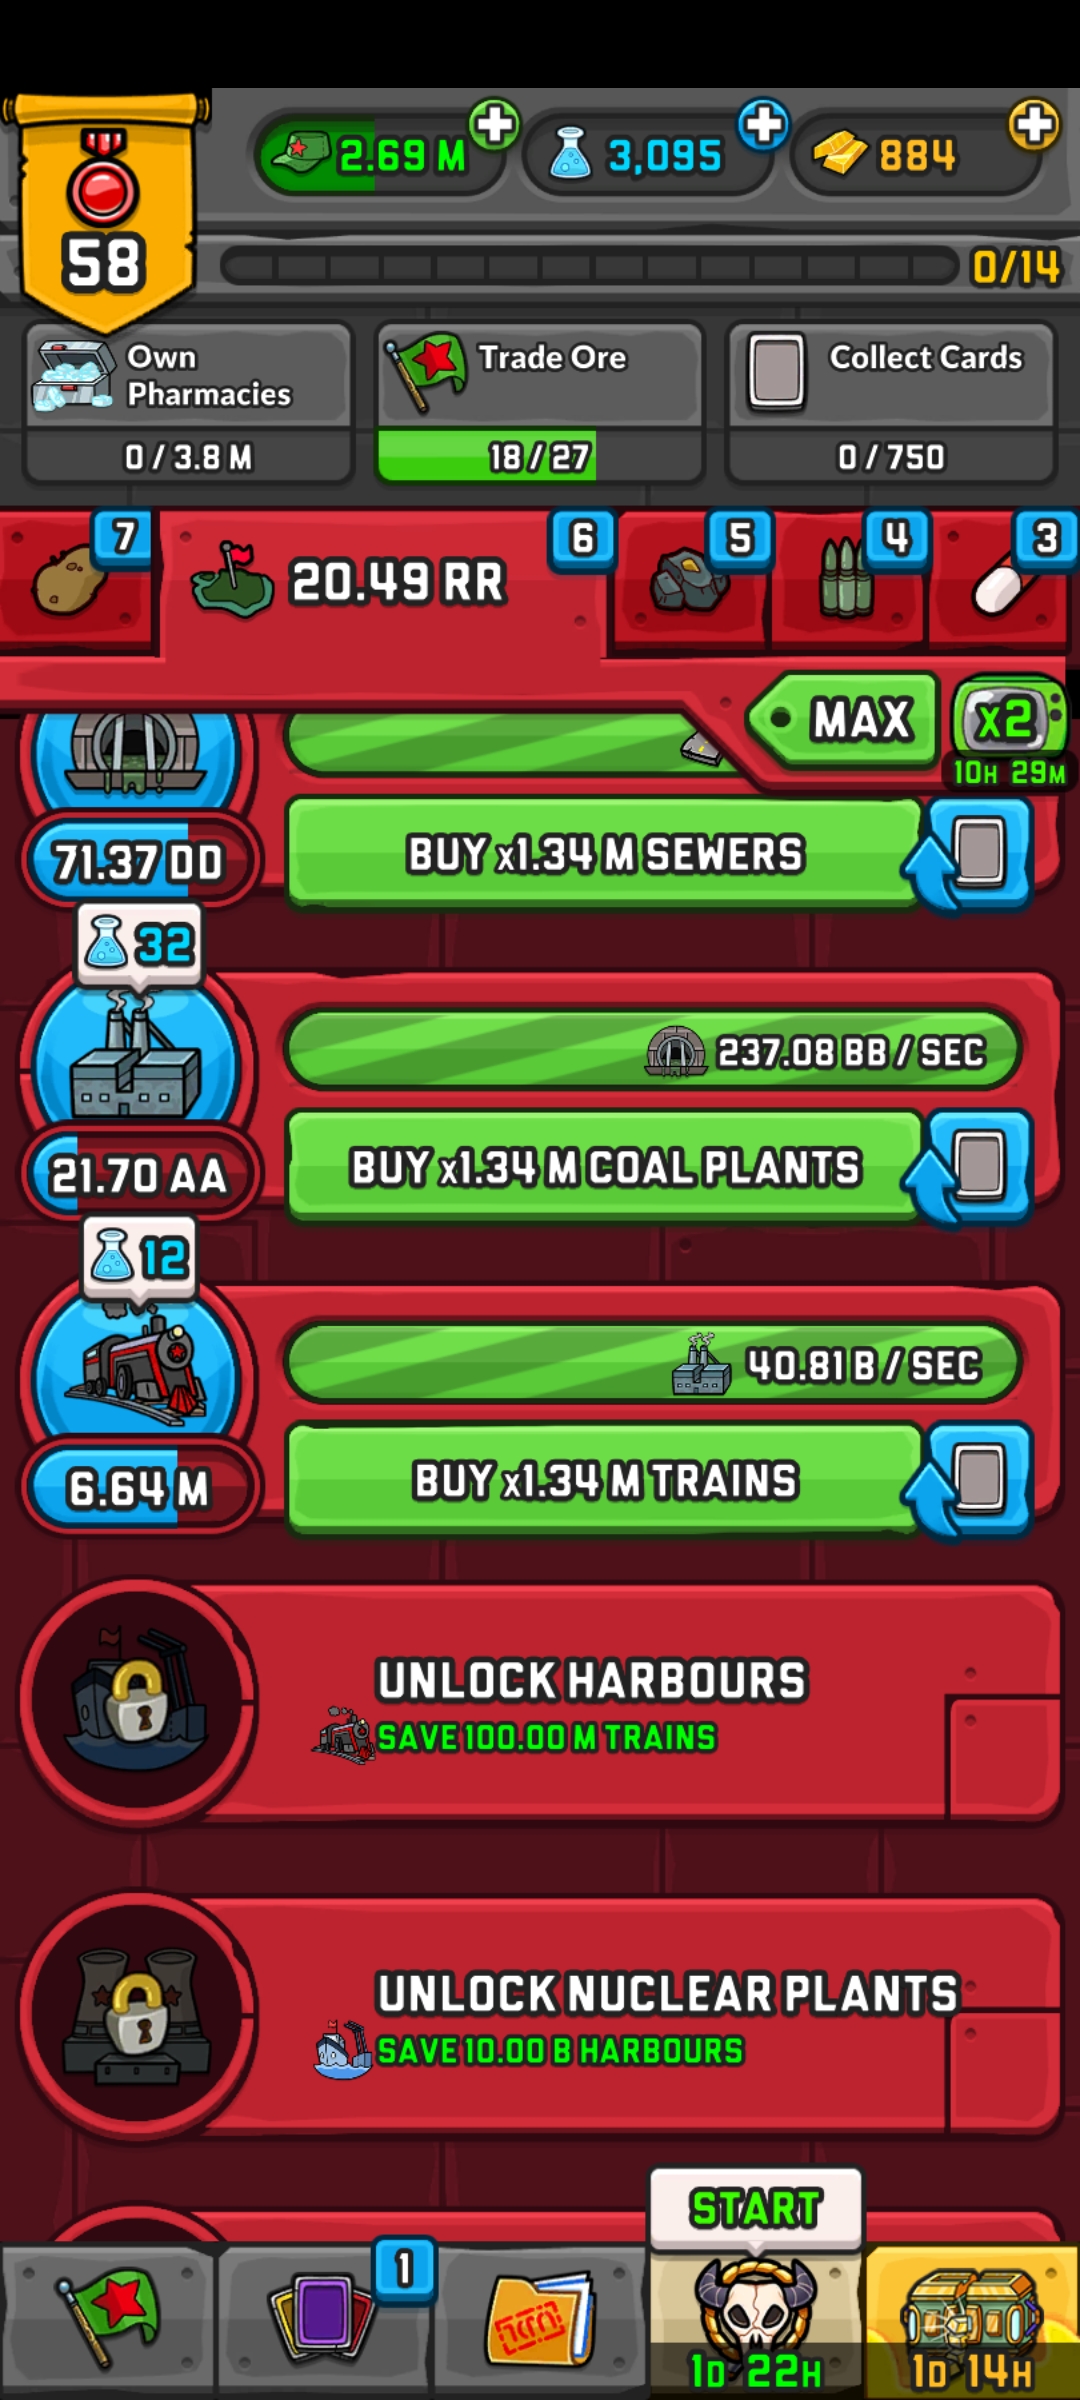 2.69 M
3,095
884
58
0/14
Own
Pharmacies
0 / 3.8 M
Trade Ore
18 / 27
Collect Cards
0 / 750
7
20.49 RR
6
5
4
3
MAX
x2
10H 29M
71.37 DD
BUY x1.34 M SEWERS
32
237.08 BB / SEC
21.70 AA
BUY x1.34 M COAL PLANTS
12
40.81 B / SEC
6.64 M
BUY x1.34 M TRAINS
UNLOCK HARBOURS
SAVE 100.00 M TRAINS
UNLOCK NUCLEAR PLANTS
SAVE 10.00 B HARBOURS
START
1
1D 22H
1D 14H